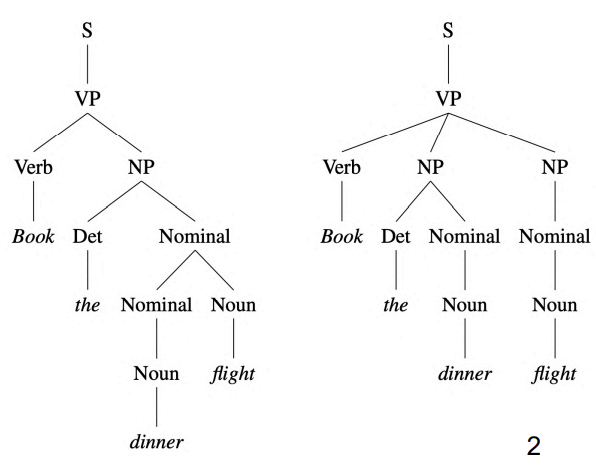 S S
VP VP
Verb NP Verb NP NP
Book Det Nominal Book Det Nominal Nominal
the Nominal Noun the Noun Noun
Noun flight dinner flight
dinner 2